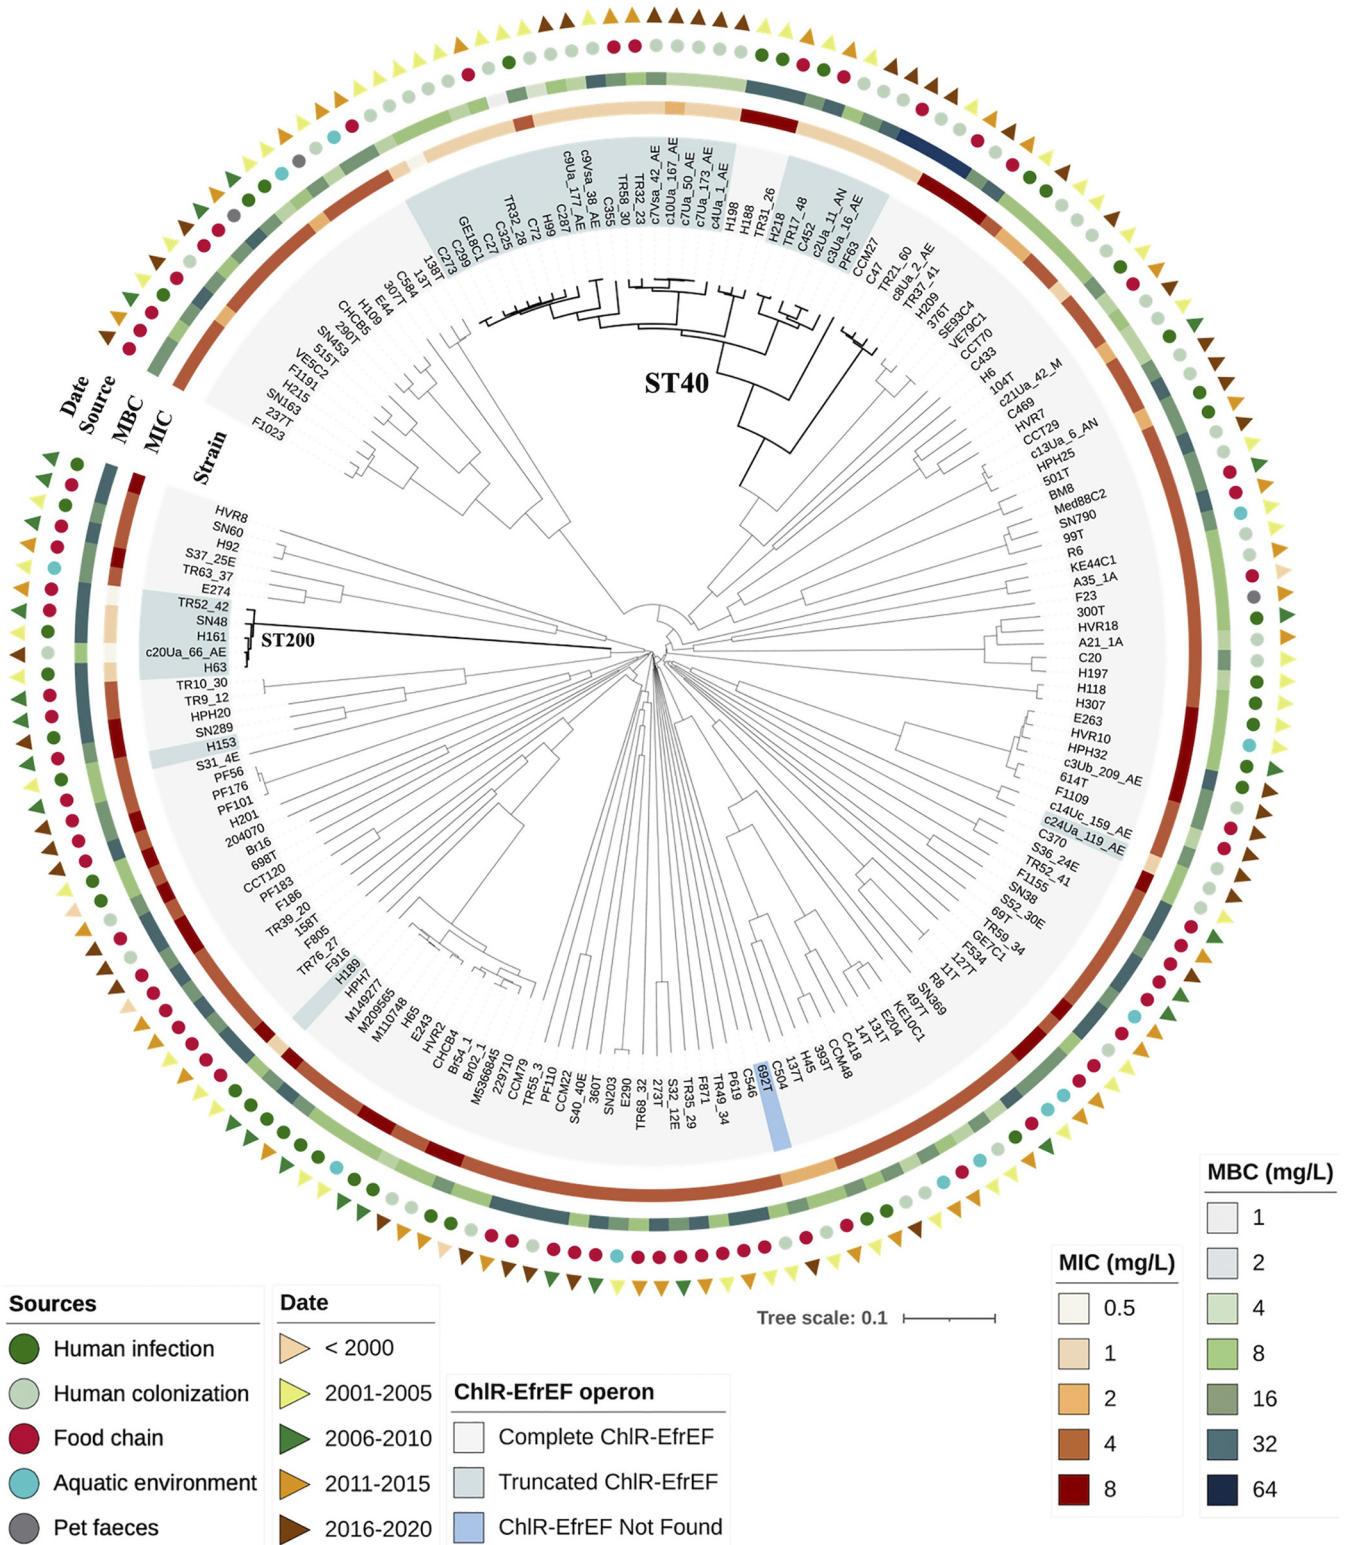 Date
Source
MBC
MIC
Strain
ST40
ST200
F1023
237T
SN163
H215
F1191
VE5C2
515T
SN453
290T
CHCB5
H109
E44
307T
C584
13T
138T
C273
C299
GE18C1
C27
C325
TR32_28
C72
H99
C287
c9Ua_177_AE
c9Vsa_38_AE
C355
TR58_30
TR32_23
c7Vsa_42_AE
c10Ua_167_AE
c7Ua_50_AE
c7Ua_173_AE
c4Ua_1_AE
H198
H188
TR31_26
H218
TR17_48
C452
c2Ua_11_AN
c3Ua_16_AE
PF63
CCM27
C47
TR21_60
c8Ua_2_AE
TR37_41
H209
376T
SE93C4
VE79C1
CCT70
C433
H6
104T
c21Ua_42_M
C469
HVR7
CCT29
c13Ua_6_AN
HPH25
501T
BM8
Med88C2
SN790
99T
R6
KE44C1
A35_1A
F23
300T
HVR18
A21_1A
C20
H197
H118
H307
E263
HVR10
HPH32
c3Ub_209_AE
614T
F1109
c14Uc_159_AE
c24Ua_119_AE
C370
S36_24E
TR52_41
F1155
SN38
S52_30E
69T
TR59_34
GE7C1
F534
127T
11T
R8
SN369
497T
KE10C1
E204
131T
14T
C418
CCM48
393T
H45
137T
C504
692T
C546
P619
TR49_34
F871
TR35_29
S32_12E
273T
TR68_32
E290
SN203
360T
S40_40E
CCM22
PF110
TR55_3
CCM79
229710
M5366845
Br02_1
Br54_1
CHCB4
HVR2
E243
H65
M110748
M209565
M149277
HPH7
H189
F916
TR76_27
F805
158T
TR39_20
F186
PF183
CCT120
698T
Br16
204070
H201
PF101
PF176
PF56
S31_4E
H153
SN289
HPH20
TR9_12
TR10_30
H63
c20Ua_66_AE
H161
SN48
TR52_42
E274
TR63_37
S37_25E
H92
SN60
HVR8
Tree scale: 0.1
Sources
Human infection
Human colonization
Food chain
Aquatic environment
Pet faeces
Date
< 2000
2001-2005
2006-2010
2011-2015
2016-2020
ChlR-EfrEF operon
Complete ChlR-EfrEF
Truncated ChlR-EfrEF
ChlR-EfrEF Not Found
MIC (mg/L)
0.5
1
2
4
8
MBC (mg/L)
1
2
4
8
16
32
64